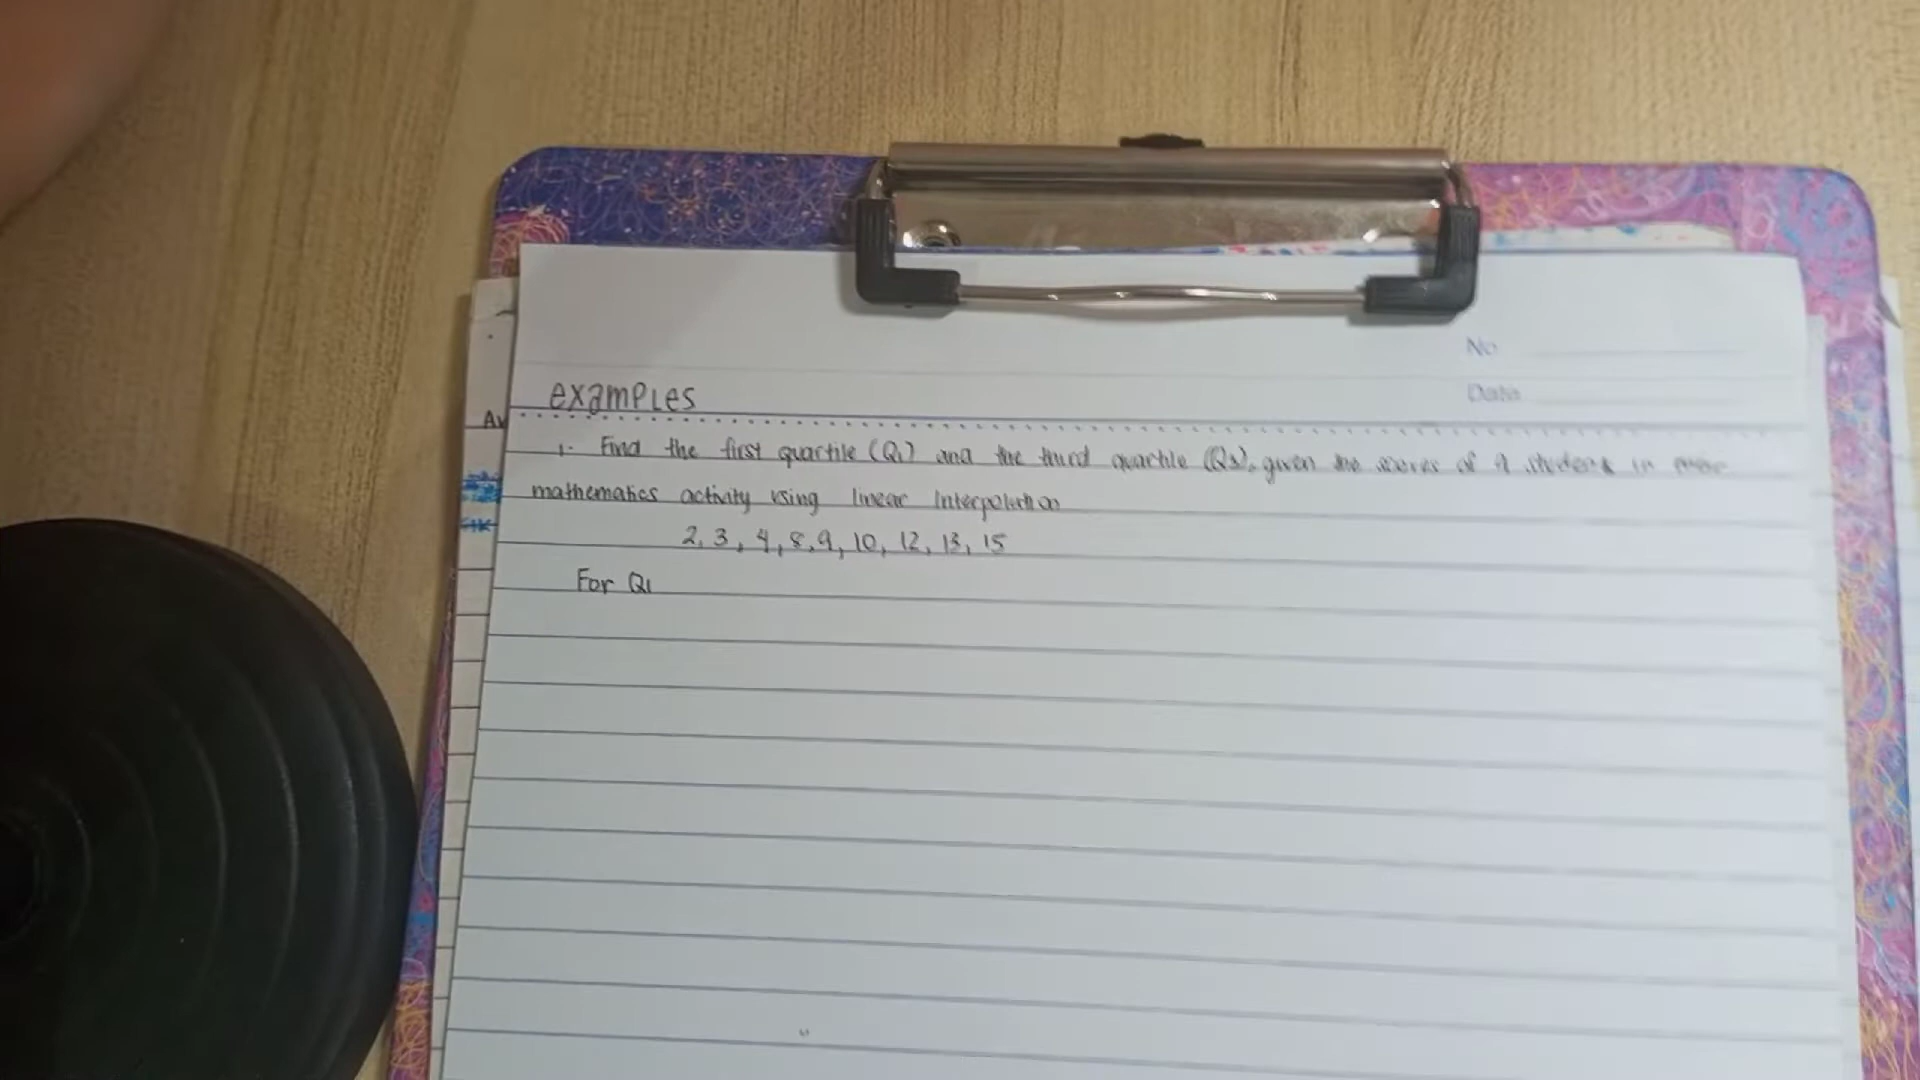 No
Date
examples
1. Find the first quartile (Q1) and the third quartile (Q3), given the scores of 9 students in
mathematics activity using linear interpolation
2, 3, 4, 8, 9, 10, 12, 13, 15
For Q1